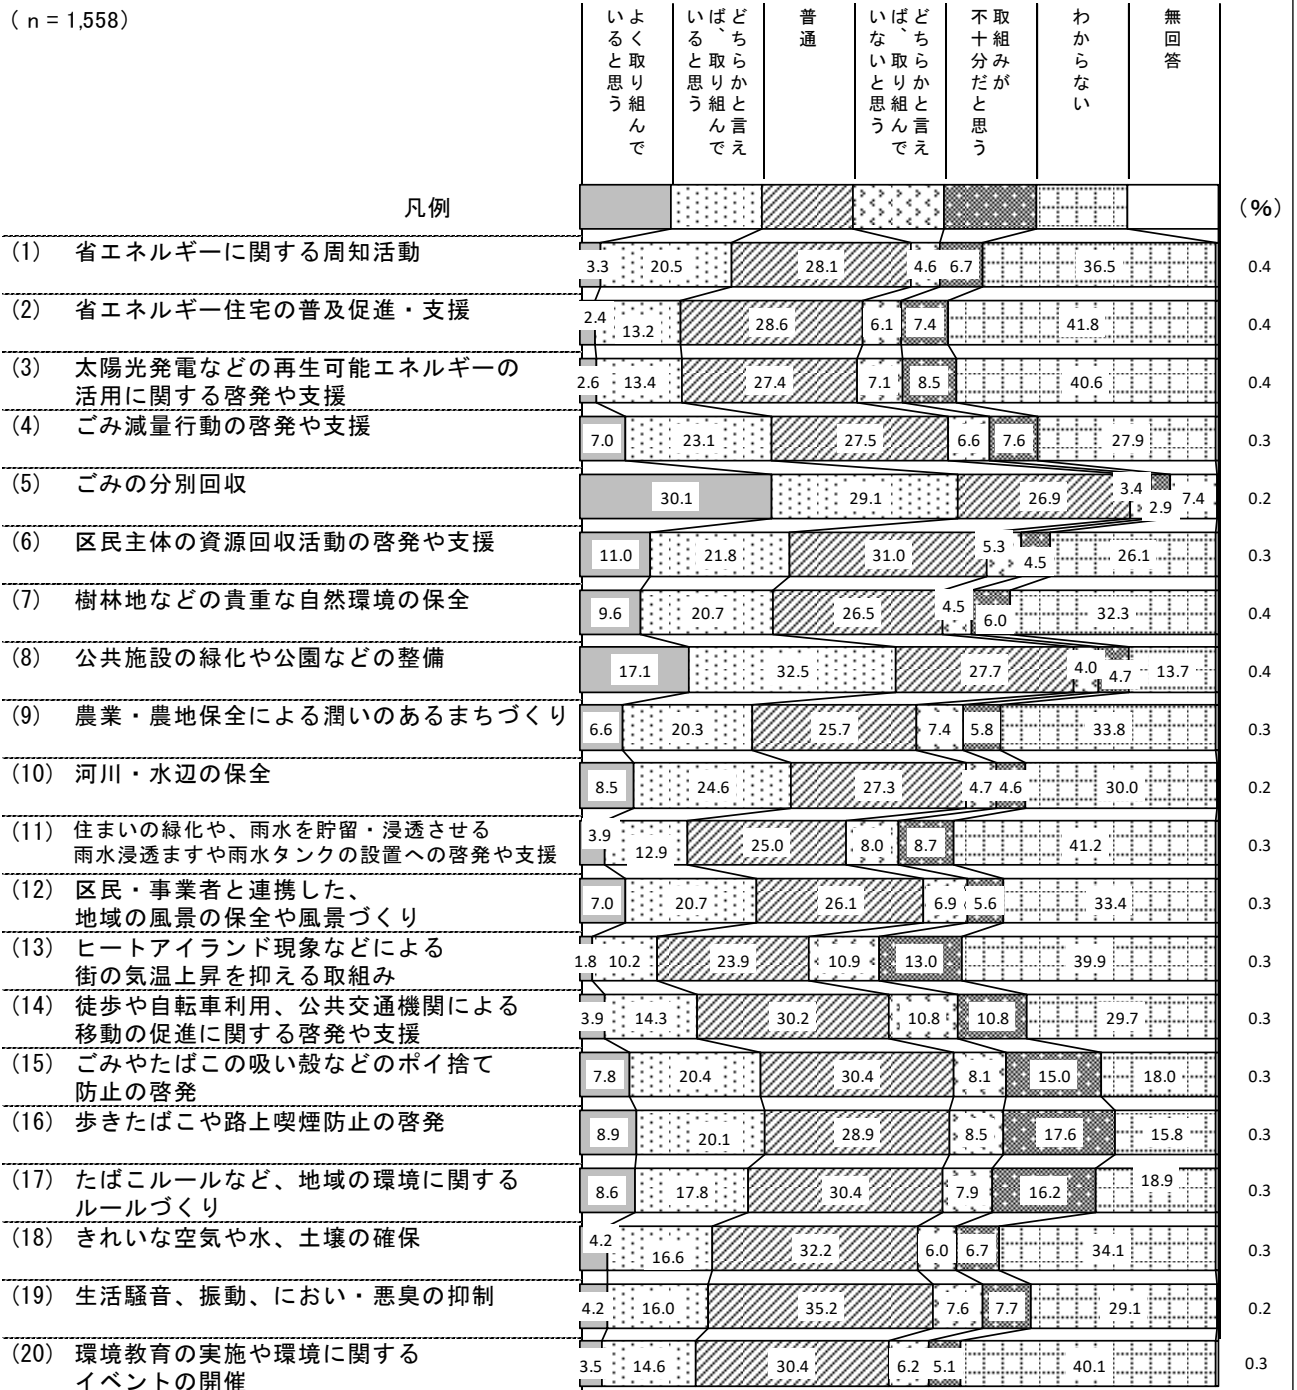 ( n = 1,558)
よく取り組んで
いると思う
どちらかと言え
ば、取り組んで
いると思う
普通
どちらかと言え
ば、取り組んで
いないと思う
取組みが
不十分だと思う
わからない
無回答
凡例
(%)
(1) 省エネルギーに関する周知活動
3.3 20.5 28.1 4.6 6.7 36.5 0.4
(2) 省エネルギー住宅の普及促進・支援
2.4 13.2 28.6 6.1 7.4 41.8 0.4
(3) 太陽光発電などの再生可能エネルギーの
活用に関する啓発や支援
2.6 13.4 27.4 7.1 8.5 40.6 0.4
(4) ごみ減量行動の啓発や支援
7.0 23.1 27.5 6.6 7.6 27.9 0.3
(5) ごみの分別回収
30.1 29.1 26.9 3.4 2.9 7.4 0.2
(6) 区民主体の資源回収活動の啓発や支援
11.0 21.8 31.0 5.3 4.5 26.1 0.3
(7) 樹林地などの貴重な自然環境の保全
9.6 20.7 26.5 4.5 6.0 32.3 0.4
(8) 公共施設の緑化や公園などの整備
17.1 32.5 27.7 4.0 4.7 13.7 0.4
(9) 農業・農地保全による潤いのあるまちづくり
6.6 20.3 25.7 7.4 5.8 33.8 0.3
(10) 河川・水辺の保全
8.5 24.6 27.3 4.7 4.6 30.0 0.2
(11) 住まいの緑化や、雨水を貯留・浸透させる
雨水浸透ますや雨水タンクの設置への啓発や支援
3.9 12.9 25.0 8.0 8.7 41.2 0.3
(12) 区民・事業者と連携した、
地域の風景の保全や風景づくり
7.0 20.7 26.1 6.9 5.6 33.4 0.3
(13) ヒートアイランド現象などによる
街の気温上昇を抑える取組み
1.8 10.2 23.9 10.9 13.0 39.9 0.3
(14) 徒歩や自転車利用、公共交通機関による
移動の促進に関する啓発や支援
3.9 14.3 30.2 10.8 10.8 29.7 0.3
(15) ごみやたばこの吸い殻などのポイ捨て
防止の啓発
7.8 20.4 30.4 8.1 15.0 18.0 0.3
(16) 歩きたばこや路上喫煙防止の啓発
8.9 20.1 28.9 8.5 17.6 15.8 0.3
(17) たばこルールなど、地域の環境に関する
ルールづくり
8.6 17.8 30.4 7.9 16.2 18.9 0.3
(18) きれいな空気や水、土壌の確保
4.2 16.6 32.2 6.0 6.7 34.1 0.3
(19) 生活騒音、振動、におい・悪臭の抑制
4.2 16.0 35.2 7.6 7.7 29.1 0.2
(20) 環境教育の実施や環境に関する
イベントの開催
3.5 14.6 30.4 6.2 5.1 40.1 0.3